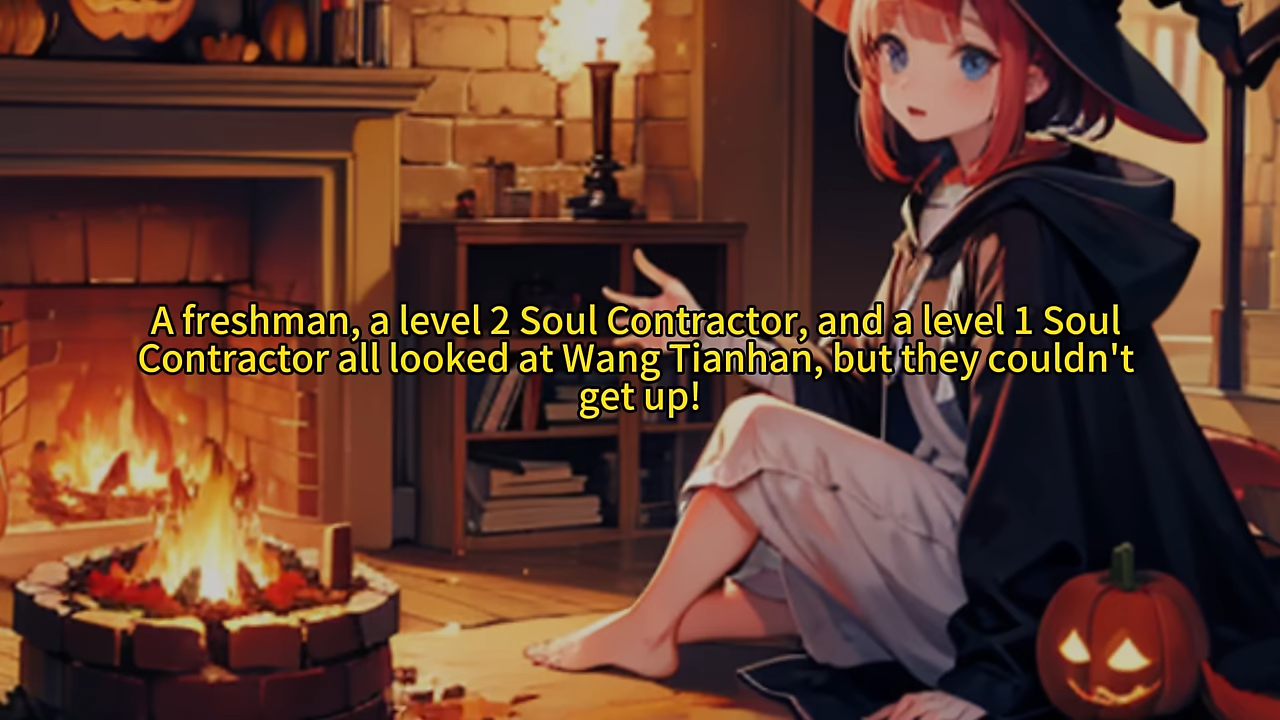 A freshman, a level 2 Soul Contractor, and a level 1 Soul
Contractor all looked at Wang Tianhan, but they couldn't
get up!